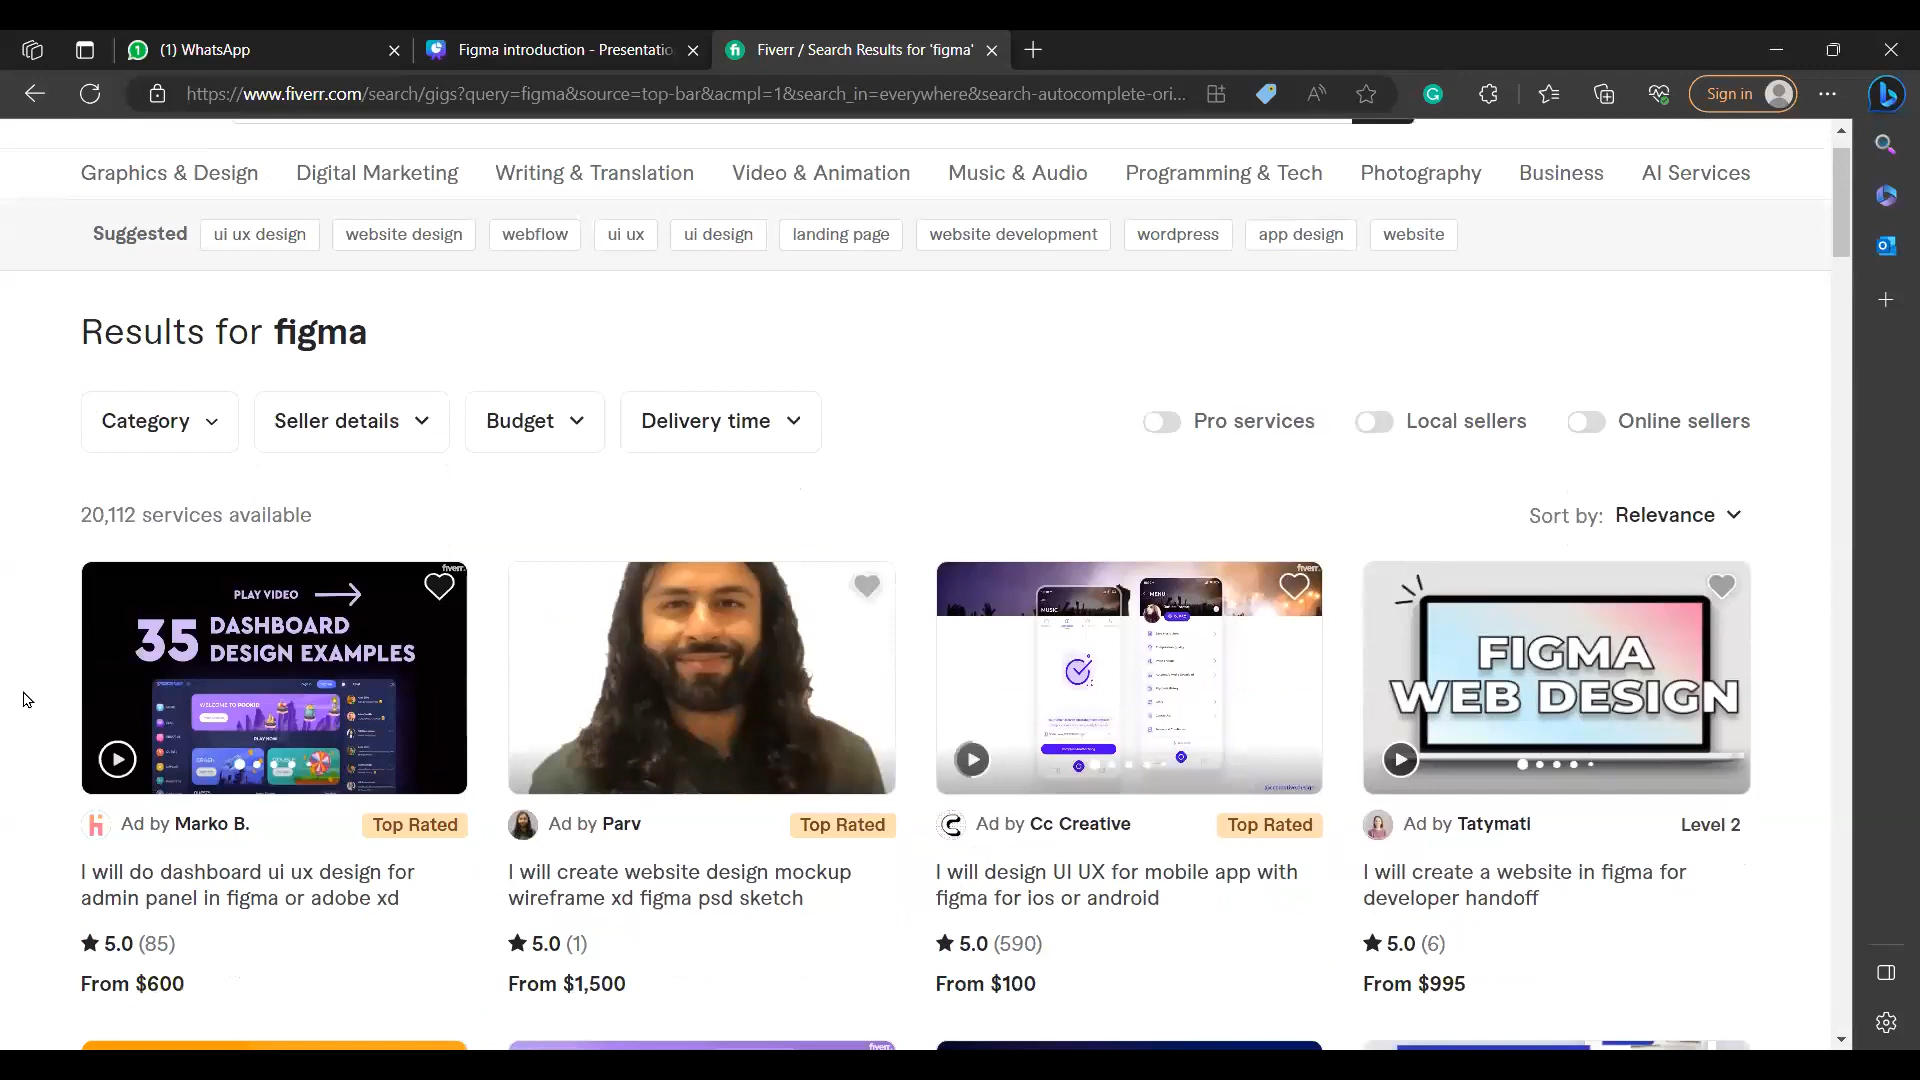 (1) WhatsApp
Figma introduction - Presentatio
Fiverr / Search Results for 'figma'
https://www.fiverr.com/search/gigs?query=figma&source=top-bar&acmpl=1&search_in=everywhere&search-autocomplete-ori...
Sign in
Graphics & Design Digital Marketing Writing & Translation Video & Animation Music & Audio Programming & Tech Photography Business AI Services
Suggested ui ux design website design webflow ui ux ui design landing page website development wordpress app design website
Results for figma
Category Seller details Budget Delivery time Pro services Local sellers Online sellers
20,112 services available Sort by: Relevance
fiverr.
PLAY VIDEO
35 DASHBOARD
DESIGN EXAMPLES
PLAY NOW
fiverr.
MUSIC
MENU
FIGMA
WEB DESIGN
Ad by Marko B. Top Rated
I will do dashboard ui ux design for
admin panel in figma or adobe xd
5.0 (85)
From $600
Ad by Parv Top Rated
I will create website design mockup
wireframe xd figma psd sketch
5.0 (1)
From $1,500
Ad by Cc Creative Top Rated
I will design UI UX for mobile app with
figma for ios or android
5.0 (590)
From $100
Ad by Tatymati Level 2
I will create a website in figma for
developer handoff
5.0 (6)
From $995
fiverr.